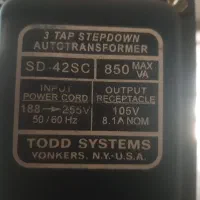 3 TAP STEPDOWN
AUTOTRANSFORMER
SD-42SC 850 MAX VA
INPUT OUTPUT
POWER CORD RECEPTACLE
188→255V 105V
50/60 Hz 8.1A NOM
TODD SYSTEMS
YONKERS, N.Y.-U.S.A.